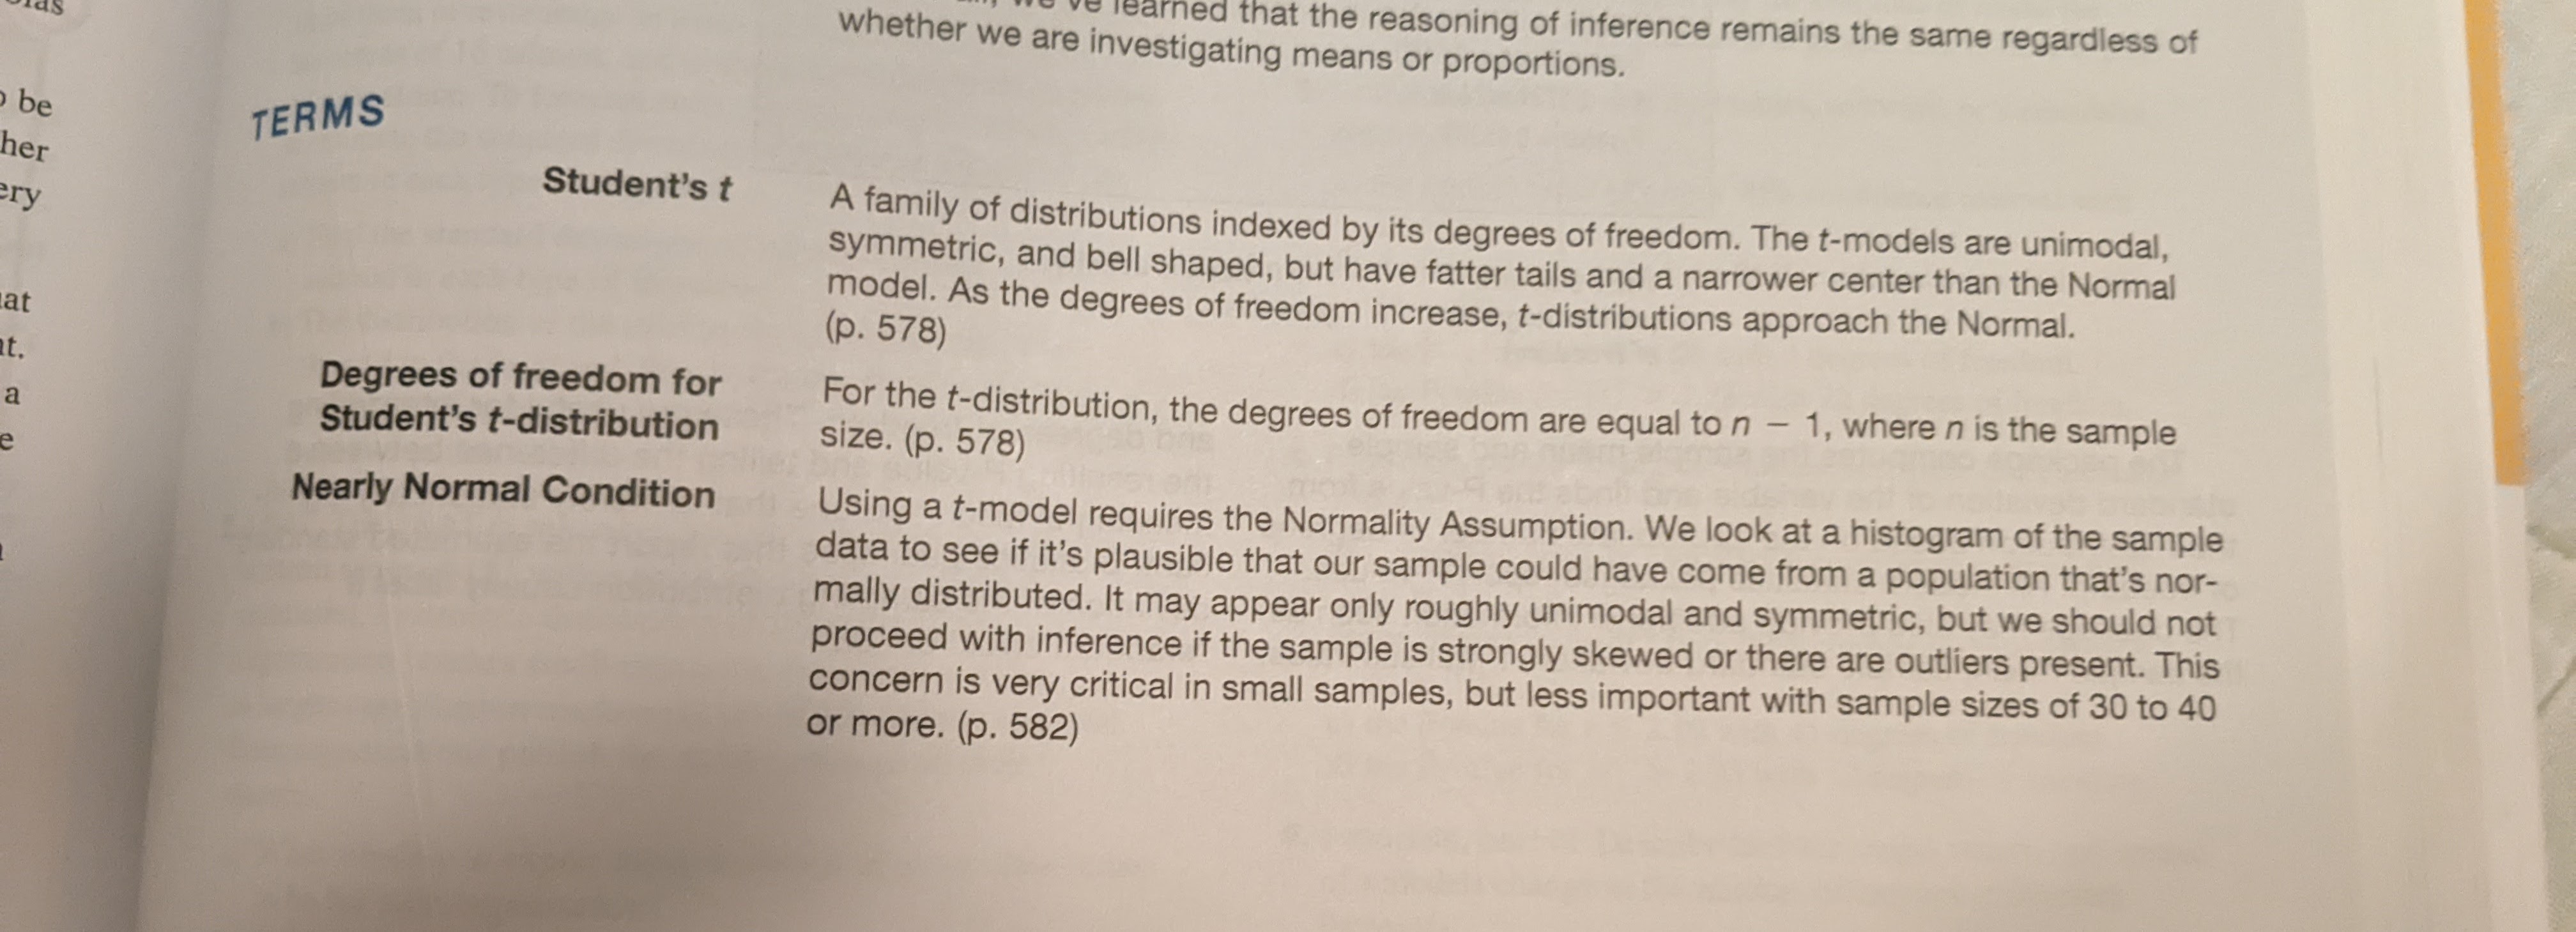 be
her
ery
at
a
e
've learned that the reasoning of inference remains the same regardless of
whether we are investigating means or proportions.
TERMS
Student's t
A family of distributions indexed by its degrees of freedom. The t-models are unimodal,
symmetric, and bell shaped, but have fatter tails and a narrower center than the Normal
model. As the degrees of freedom increase, t-distributions approach the Normal.
(p. 578)
Degrees of freedom for
Student's t-distribution
For the t-distribution, the degrees of freedom are equal to n − 1, where n is the sample
size. (p. 578)
Nearly Normal Condition
Using a t-model requires the Normality Assumption. We look at a histogram of the sample
data to see if it's plausible that our sample could have come from a population that's nor-
mally distributed. It may appear only roughly unimodal and symmetric, but we should not
proceed with inference if the sample is strongly skewed or there are outliers present. This
concern is very critical in small samples, but less important with sample sizes of 30 to 40
or more. (p. 582)